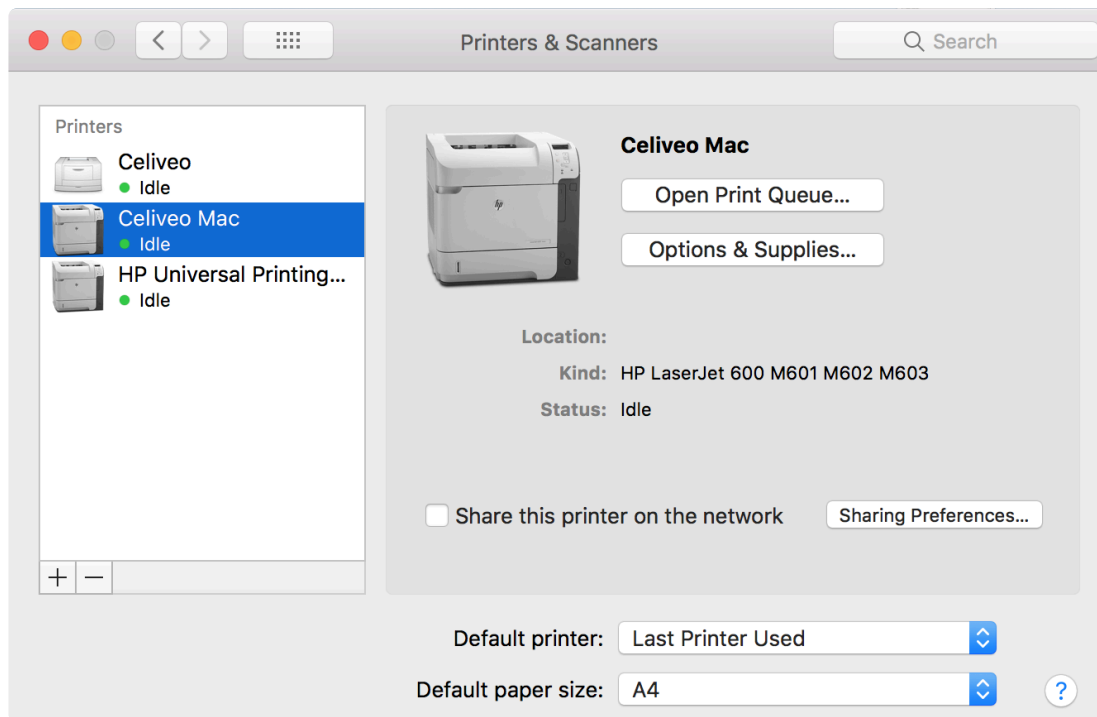 Printers & Scanners
Search
Printers
Celiveo
Idle
Celiveo Mac
Idle
HP Universal Printing...
Idle
+ −
Celiveo Mac
Open Print Queue...
Options & Supplies...
hp
Location:
Kind: HP LaserJet 600 M601 M602 M603
Status: Idle
Share this printer on the network
Sharing Preferences...
Default printer: Last Printer Used
Default paper size: A4
?